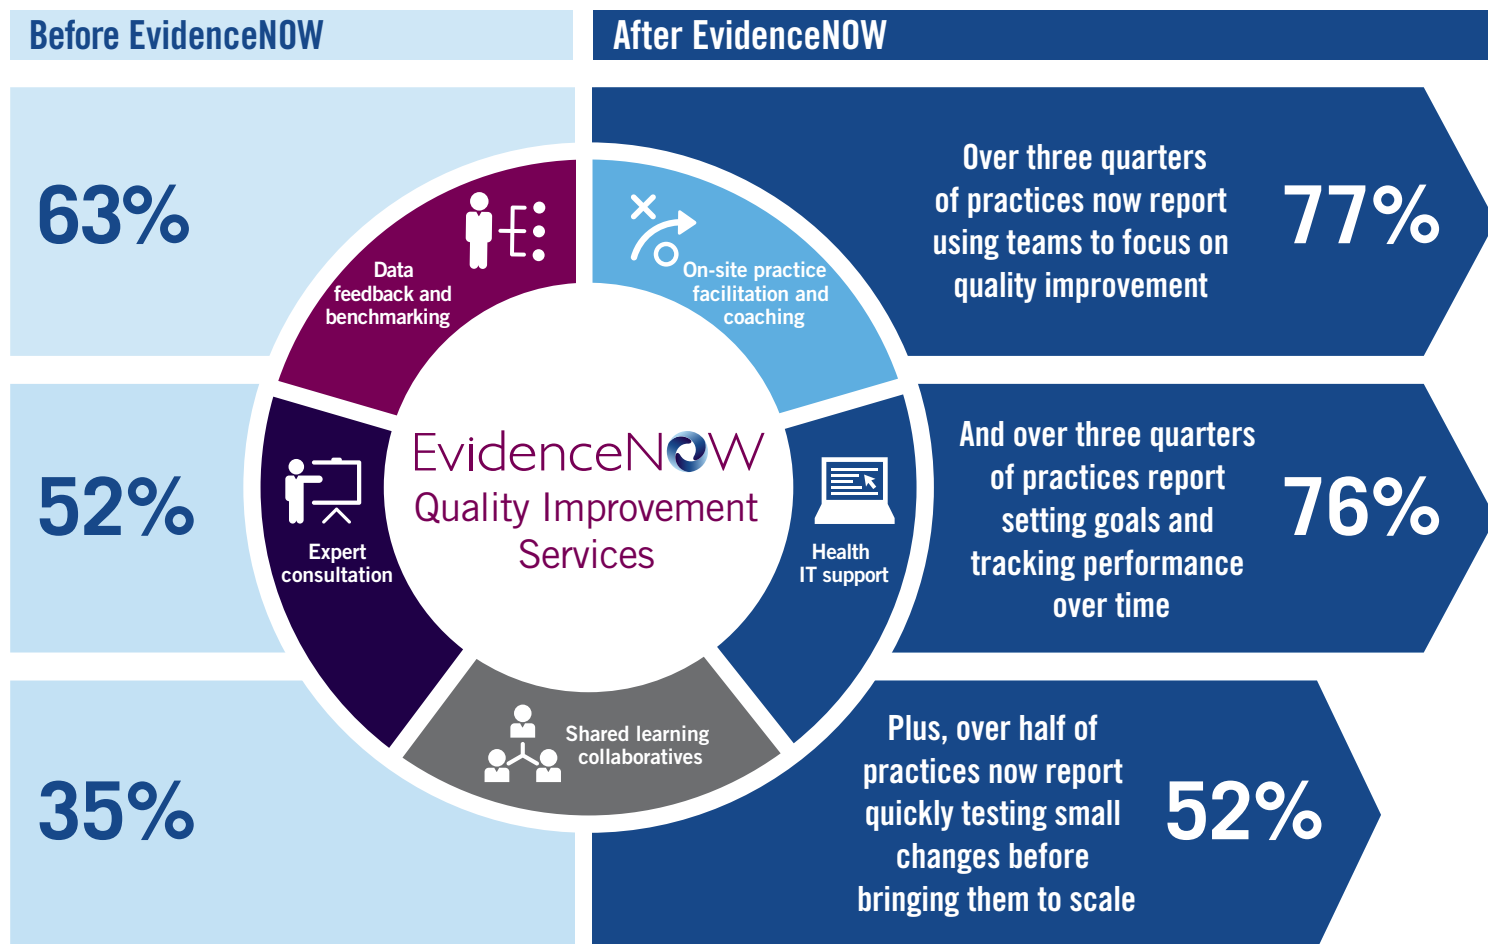 Before EvidenceNOW
After EvidenceNOW
63%
Data
feedback and
benchmarking
On-site practice
facilitation and
coaching
Over three quarters
of practices now report
using teams to focus on
quality improvement
77%
52%
Expert
consultation
EvidenceNOW
Quality Improvement
Services
Health
IT support
And over three quarters
of practices report
setting goals and
tracking performance
over time
76%
35%
Shared learning
collaboratives
Plus, over half of
practices now report
quickly testing small
changes before
bringing them to scale
52%